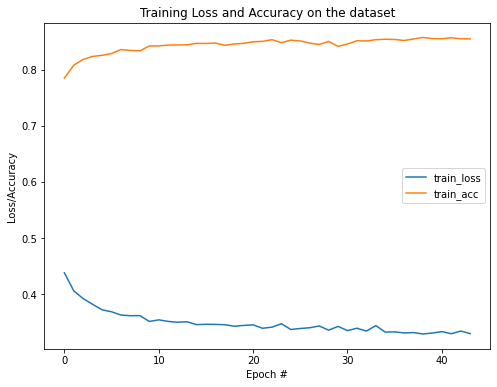 Training Loss and Accuracy on the dataset
Loss/Accuracy
0.8
0.7
0.6
0.5
0.4
train_loss
train_acc
0
10
20
30
40
Epoch #